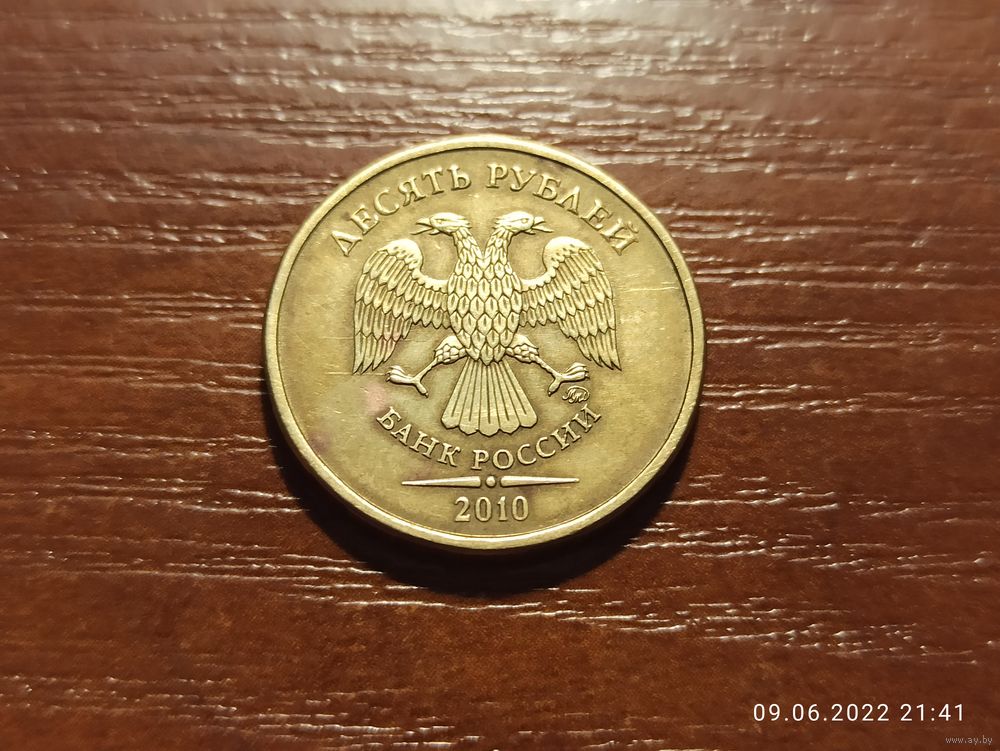 ДЕСЯТЬ РУБЛЕЙ
БАНК РОССИИ
2010
09.06.2022 21:41
www.ay.by